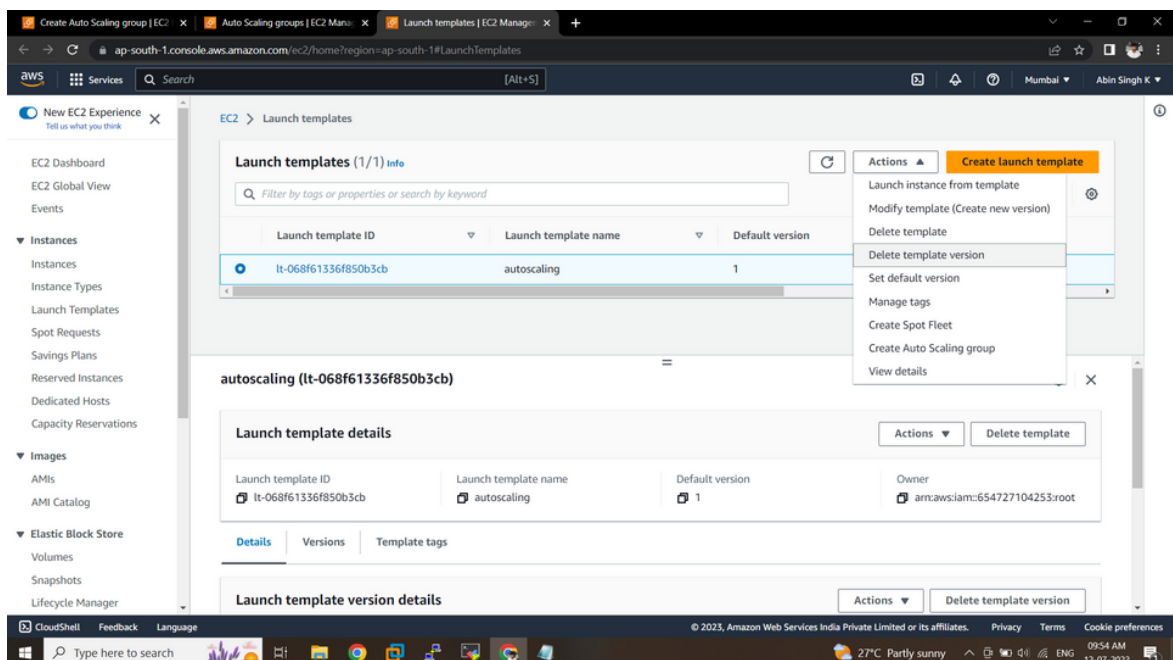 Create Auto Scaling group | EC2
Auto Scaling groups | EC2 Manag
Launch templates | EC2 Manage
ap-south-1.console.aws.amazon.com/ec2/home?region=ap-south-1#LaunchTemplates
aws
Services
Search
[Alt+S]
Mumbai
Abin Singh K
New EC2 Experience
Tell us what you think
EC2 Dashboard
EC2 Global View
Events
Instances
Instances
Instance Types
Launch Templates
Spot Requests
Savings Plans
Reserved Instances
Dedicated Hosts
Capacity Reservations
Images
AMIs
AMI Catalog
Elastic Block Store
Volumes
Snapshots
Lifecycle Manager
EC2 > Launch templates
Launch templates (1/1) Info
Actions
Create launch template
Filter by tags or properties or search by keyword
Launch template ID
Launch template name
Default version
lt-068f61336f850b3cb
autoscaling
1
Launch instance from template
Modify template (Create new version)
Delete template
Delete template version
Set default version
Manage tags
Create Spot Fleet
Create Auto Scaling group
View details
autoscaling (lt-068f61336f850b3cb)
Launch template details
Actions
Delete template
Launch template ID
Launch template name
Default version
Owner
lt-068f61336f850b3cb
autoscaling
1
arn:aws:iam::654727104253:root
Details
Versions
Template tags
Launch template version details
Actions
Delete template version
CloudShell
Feedback
Language
© 2023, Amazon Web Services India Private Limited or its affiliates.
Privacy
Terms
Cookie preferences
Type here to search
27°C Partly sunny
ENG
09:54 AM
12-07-2023